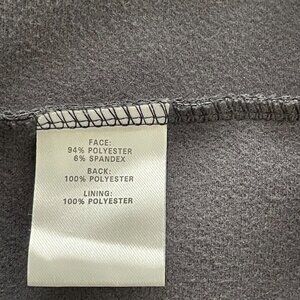 FACE:
94% POLYESTER
6% SPANDEX
BACK:
100% POLYESTER
LINING:
100% POLYESTER